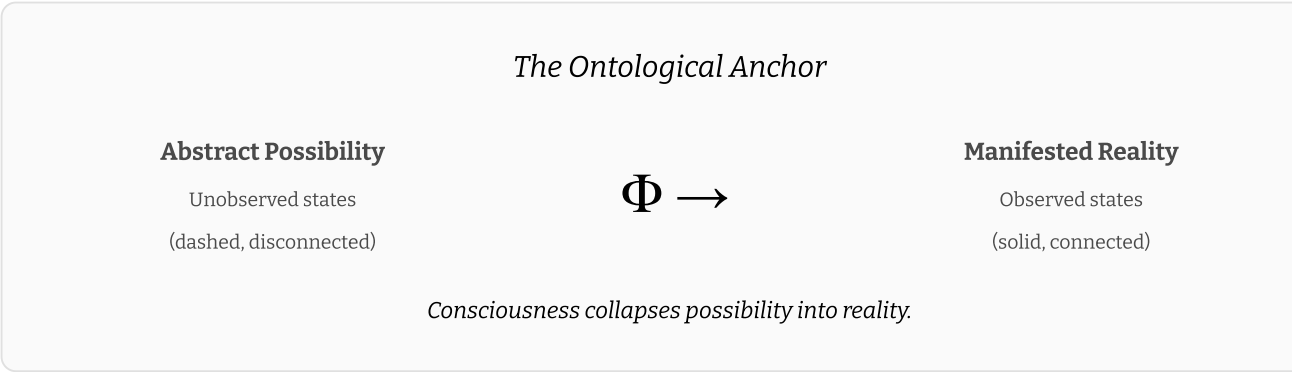 The Ontological Anchor
Abstract Possibility
Unobserved states
(dashed, disconnected)
Φ →
Manifested Reality
Observed states
(solid, connected)
Consciousness collapses possibility into reality.